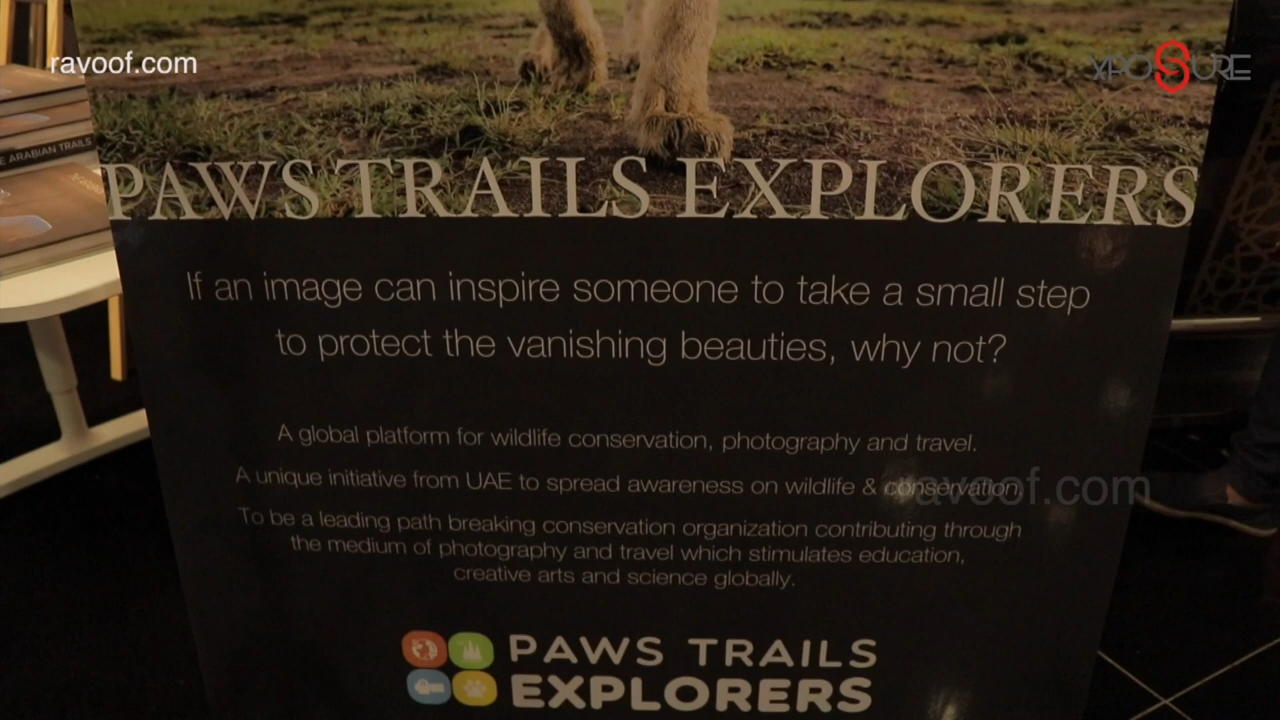 ravoof.com
XPOSURE
E ARABIAN TRAILS
PAWS TRAILS EXPLORERS
If an image can inspire someone to take a small step
to protect the vanishing beauties, why not?
A global platform for wildlife conservation, photography and travel.
A unique initiative from UAE to spread awareness on wildlife & conservation.
ravoof.com
To be a leading path breaking conservation organization contributing through
the medium of photography and travel which stimulates education,
creative arts and science globally.
PAWS TRAILS
EXPLORERS